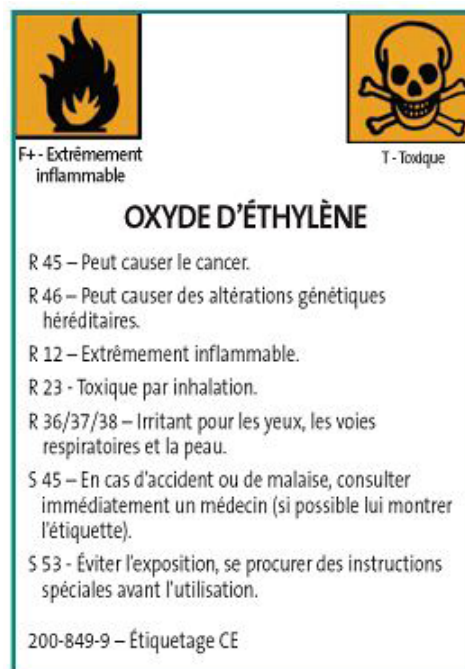 F+ - Extrêmement
inflammable
T - Toxique
OXYDE D'ÉTHYLÈNE
R 45 – Peut causer le cancer.
R 46 – Peut causer des altérations génétiques
héréditaires.
R 12 – Extrêmement inflammable.
R 23 - Toxique par inhalation.
R 36/37/38 – Irritant pour les yeux, les voies
respiratoires et la peau.
S 45 – En cas d'accident ou de malaise, consulter
immédiatement un médecin (si possible lui montrer
l'étiquette).
S 53 - Éviter l'exposition, se procurer des instructions
spéciales avant l'utilisation.
200-849-9 – Étiquetage CE